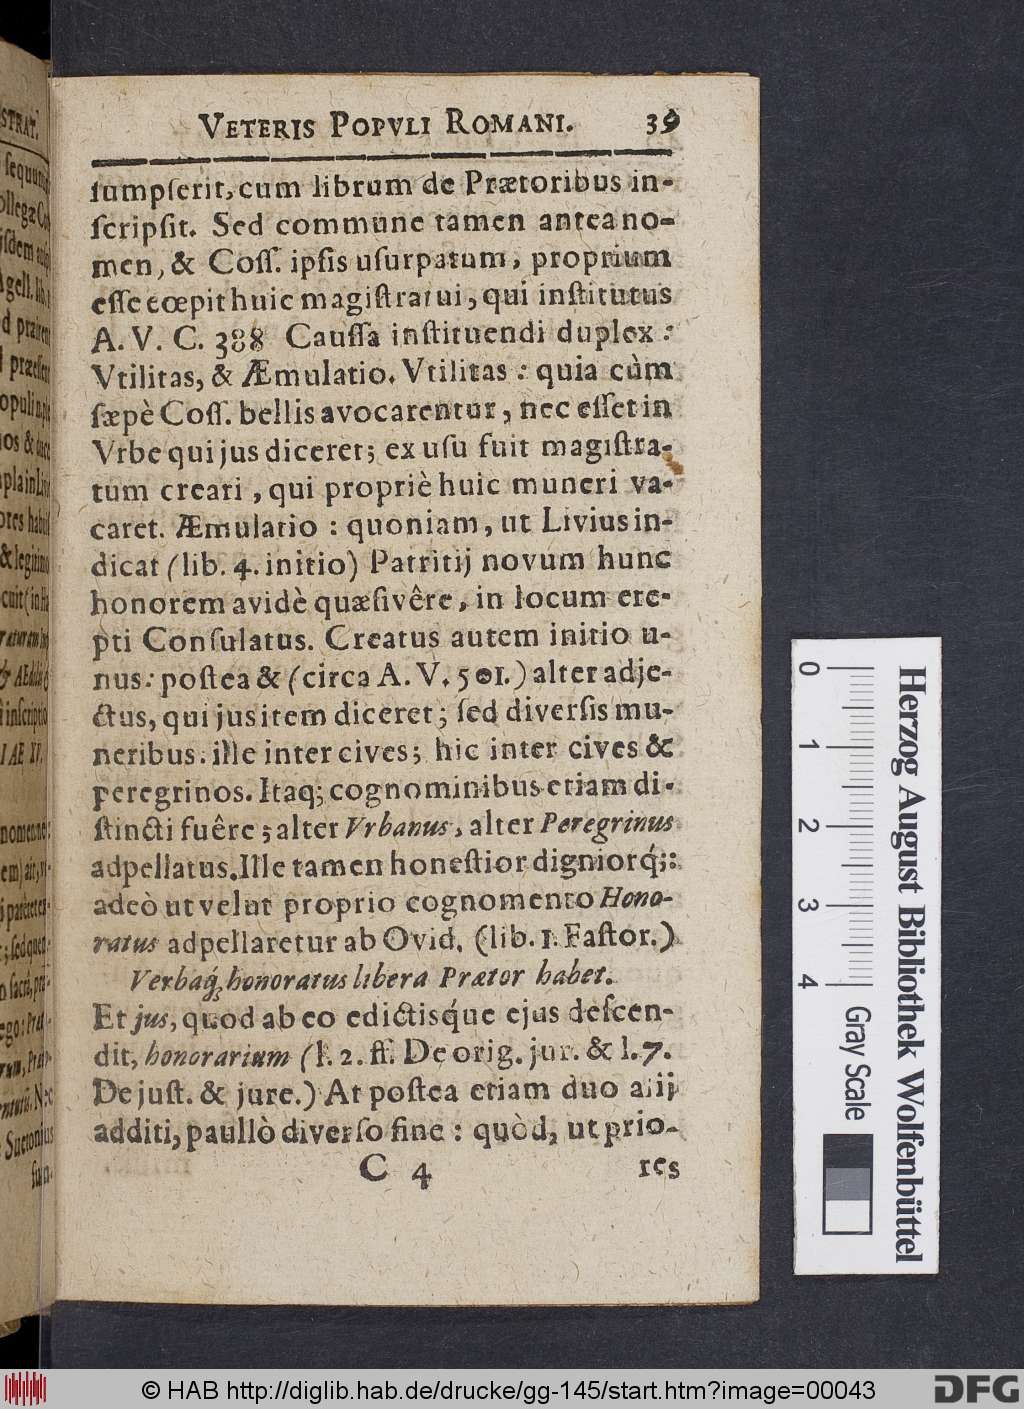 VETERIS POPVLI ROMANI. 39
ſumpſerit, cum librum de Prætoribus in-
ſcripſit. Sed commune tamen antea no-
men, & Coſſ. ipſis uſurpatum, proprium
eſſe cœpit huic magiſtratui, qui inſtitutus
A. V. C. 388 Cauſſa inſtituendi duplex:
Vtilitas, & Æmulatio. Vtilitas: quia cùm
ſæpè Coſſ. bellis avocarentur, nec eſſet in
Vrbe qui jus diceret; ex uſu fuit magiſtra-
tum creari, qui propriè huic muneri va-
caret. Æmulatio: quoniam, ut Livius in-
dicat (lib. 4. initio) Patritij novum hunc
honorem avidè quæſivêre, in locum ere-
pti Conſulatus. Creatus autem initio u-
nus: poſtea & (circa A. V. 501.) alter adje-
ctus, qui jus item diceret; ſed diverſis mu-
neribus. ille inter cives; hic inter cives &
peregrinos. Itaq; cognominibus etiam di-
ſtincti fuêre; alter Vrbanus, alter Peregrinus
adpellatus. Ille tamen honeſtior digniorq́;:
adeò ut velut proprio cognomento Hono-
ratus adpellaretur ab Ovid. (lib. 1. Faſtor.)
Verbaq́; honoratus libera Prætor habet.
Et jus, quod ab eo edictisq́ue ejus deſcen-
dit, honorarium (l. 2. ff. De orig. jur. & l. 7.
De juſt. & jure.) At poſtea etiam duo alij
additi, paullò diverſo fine: quòd, ut prio-
C 4 res
0 1 2 3 4
Gray Scale
Herzog August Bibliothek Wolfenbüttel
© HAB http://diglib.hab.de/drucke/gg-145/start.htm?image=00043
DFG